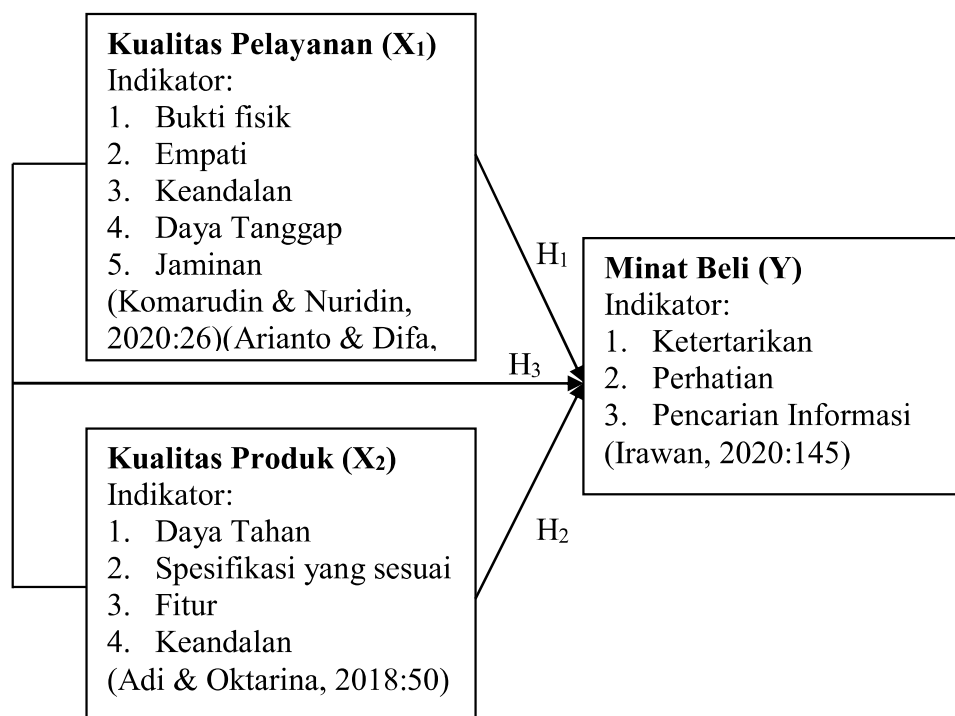 Kualitas Pelayanan (X₁)
Indikator:
1. Bukti fisik
2. Empati
3. Keandalan
4. Daya Tanggap
5. Jaminan
(Komarudin & Nuridin,
2020:26)(Arianto & Difa,
H₁
Minat Beli (Y)
Indikator:
1. Ketertarikan
2. Perhatian
3. Pencarian Informasi
(Irawan, 2020:145)
H₃
Kualitas Produk (X₂)
Indikator:
1. Daya Tahan
2. Spesifikasi yang sesuai
3. Fitur
4. Keandalan
(Adi & Oktarina, 2018:50)
H₂